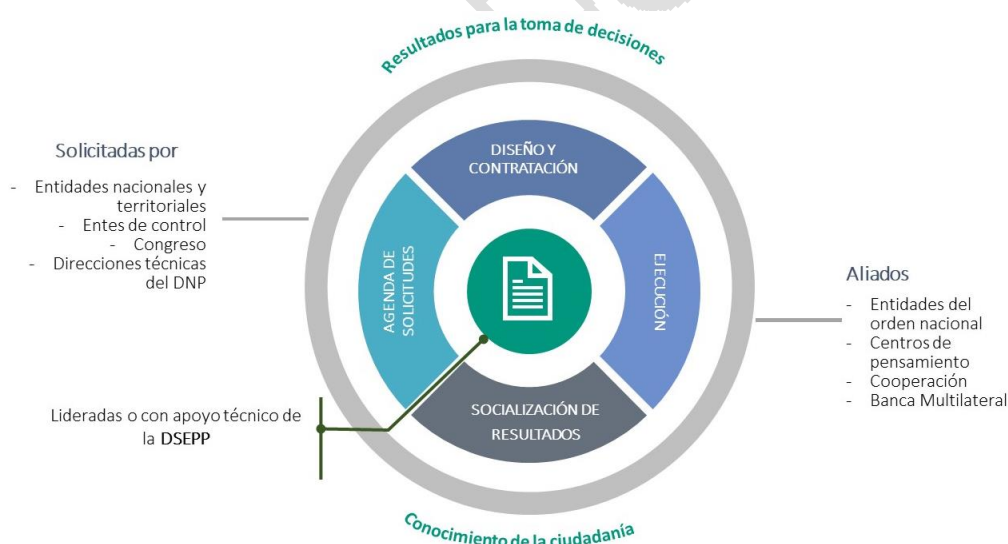 Resultados para la toma de decisiones
Solicitadas por
- Entidades nacionales y
territoriales
- Entes de control
- Congreso
- Direcciones técnicas
del DNP
DISEÑO Y
CONTRATACIÓN
AGENDA DE
SOLICITUDES
EJECUCIÓN
SOCIALIZACIÓN DE
RESULTADOS
Aliados
- Entidades del
orden nacional
- Centros de
pensamiento
- Cooperación
- Banca Multilateral
Lideradas o con apoyo técnico de
la DSEPP
Conocimiento de la ciudadanía